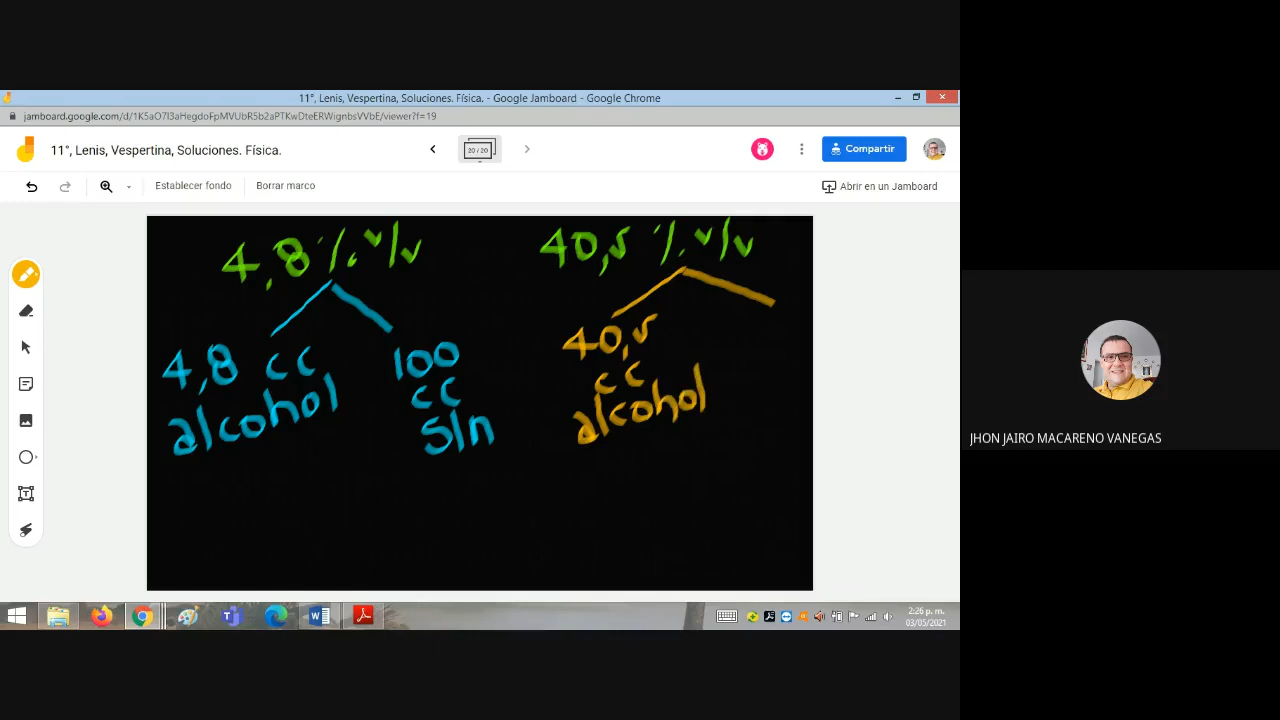 11°, Lenis, Vespertina, Soluciones. Física. - Google Jamboard - Google Chrome
jamboard.google.com/d/1K5aO7I3aHegdoFpMVUbR5b2aPTKwDteERWignbsVVbE/viewer?f=19
11°, Lenis, Vespertina, Soluciones. Física.
20 / 20
Compartir
Establecer fondo
Borrar marco
Abrir en un Jamboard
4,8 % v/v
40,5 % v/v
4,8 cc
alcohol
100
cc
sln
40,5
cc
alcohol
JHON JAIRO MACARENO VANEGAS
2:26 p. m.
03/05/2021